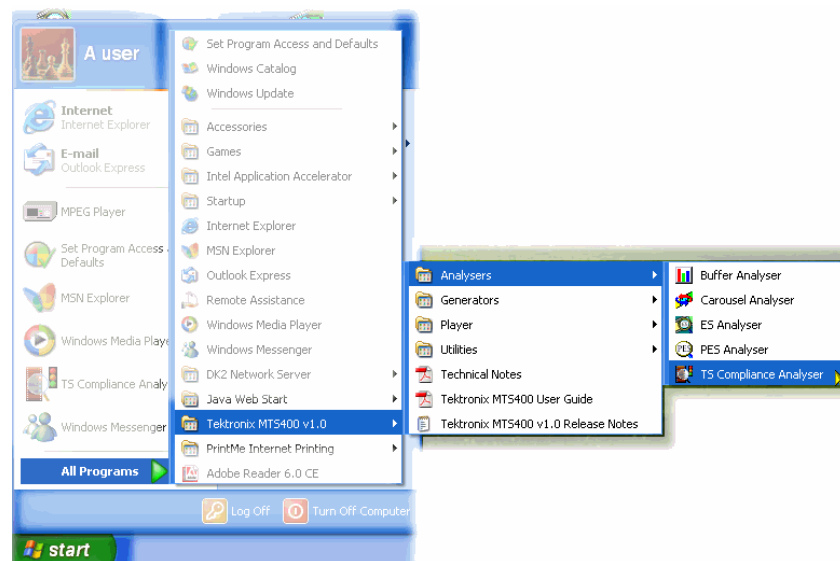 A user
Internet
Internet Explorer
E-mail
Outlook Express
MPEG Player
Set Program Access
Defaults
MSN Explorer
Windows Media Playe
TS Compliance Analy
Windows Messenger
All Programs
Set Program Access and Defaults
Windows Catalog
Windows Update
Accessories
Games
Intel Application Accelerator
Startup
Internet Explorer
MSN Explorer
Outlook Express
Remote Assistance
Windows Media Player
Windows Messenger
DK2 Network Server
Java Web Start
Tektronix MTS400 v1.0
PrintMe Internet Printing
Adobe Reader 6.0 CE
Analysers
Generators
Player
Utilities
Technical Notes
Tektronix MTS400 User Guide
Tektronix MTS400 v1.0 Release Notes
Buffer Analyser
Carousel Analyser
ES Analyser
PES Analyser
TS Compliance Analyser
Log Off
Turn Off Computer
start